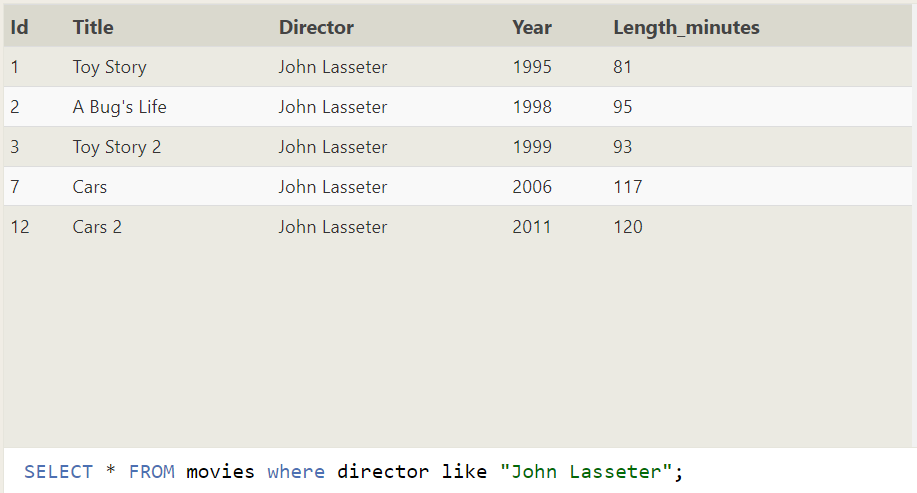 Id Title Director Year Length_minutes
1 Toy Story John Lasseter 1995 81
2 A Bug's Life John Lasseter 1998 95
3 Toy Story 2 John Lasseter 1999 93
7 Cars John Lasseter 2006 117
12 Cars 2 John Lasseter 2011 120
SELECT * FROM movies where director like "John Lasseter";